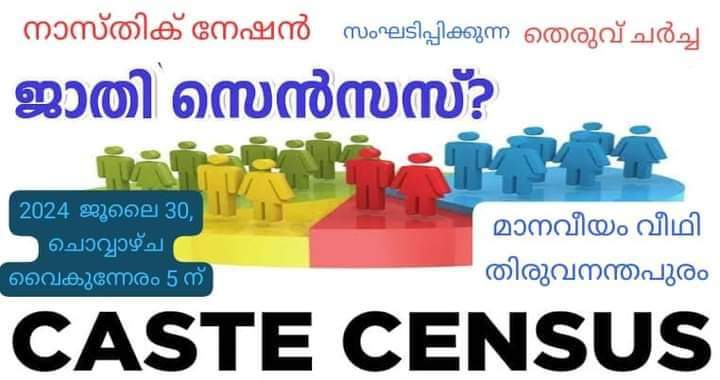 നാസ്തിക് നേഷൻ സംഘടിപ്പിക്കുന്ന തെരുവ് ചർച്ച
ജാതി സെൻസസ്?
2024 ജൂലൈ 30,
ചൊവ്വാഴ്ച
വൈകുന്നേരം 5 ന്
മാനവീയം വീഥി
തിരുവനന്തപുരം
CASTE CENSUS